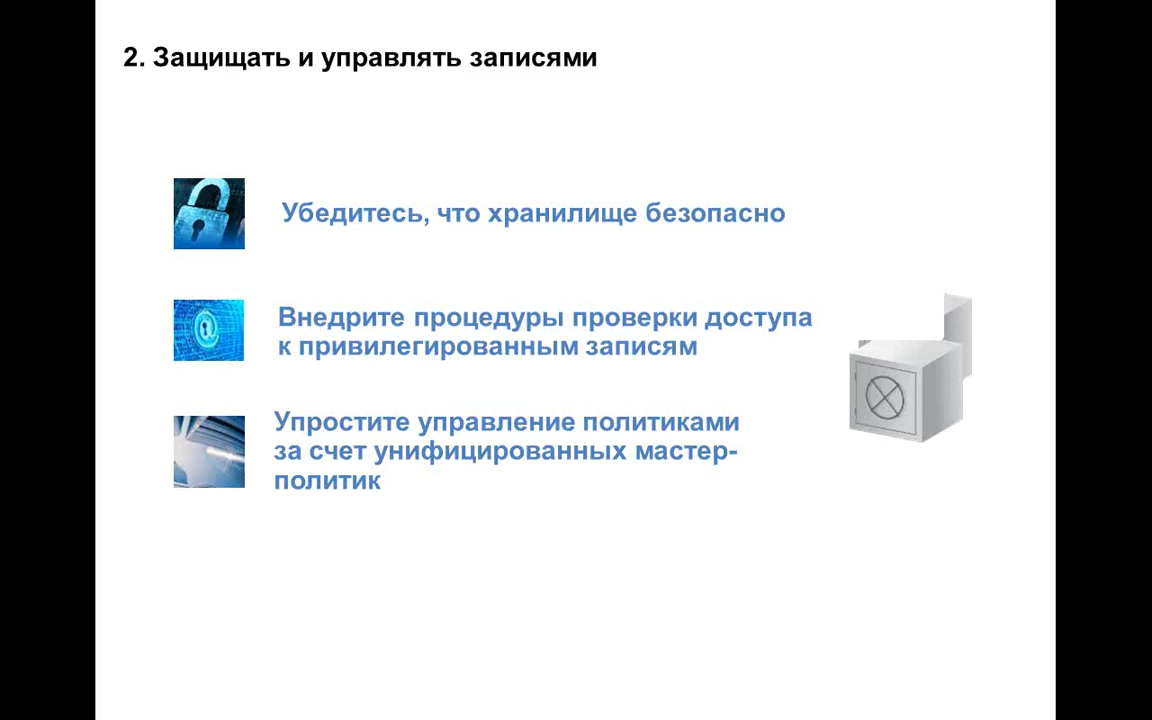 2. Защищать и управлять записями
Убедитесь, что хранилище безопасно
Внедрите процедуры проверки доступа
к привилегированным записям
Упростите управление политиками
за счет унифицированных мастер-
политик